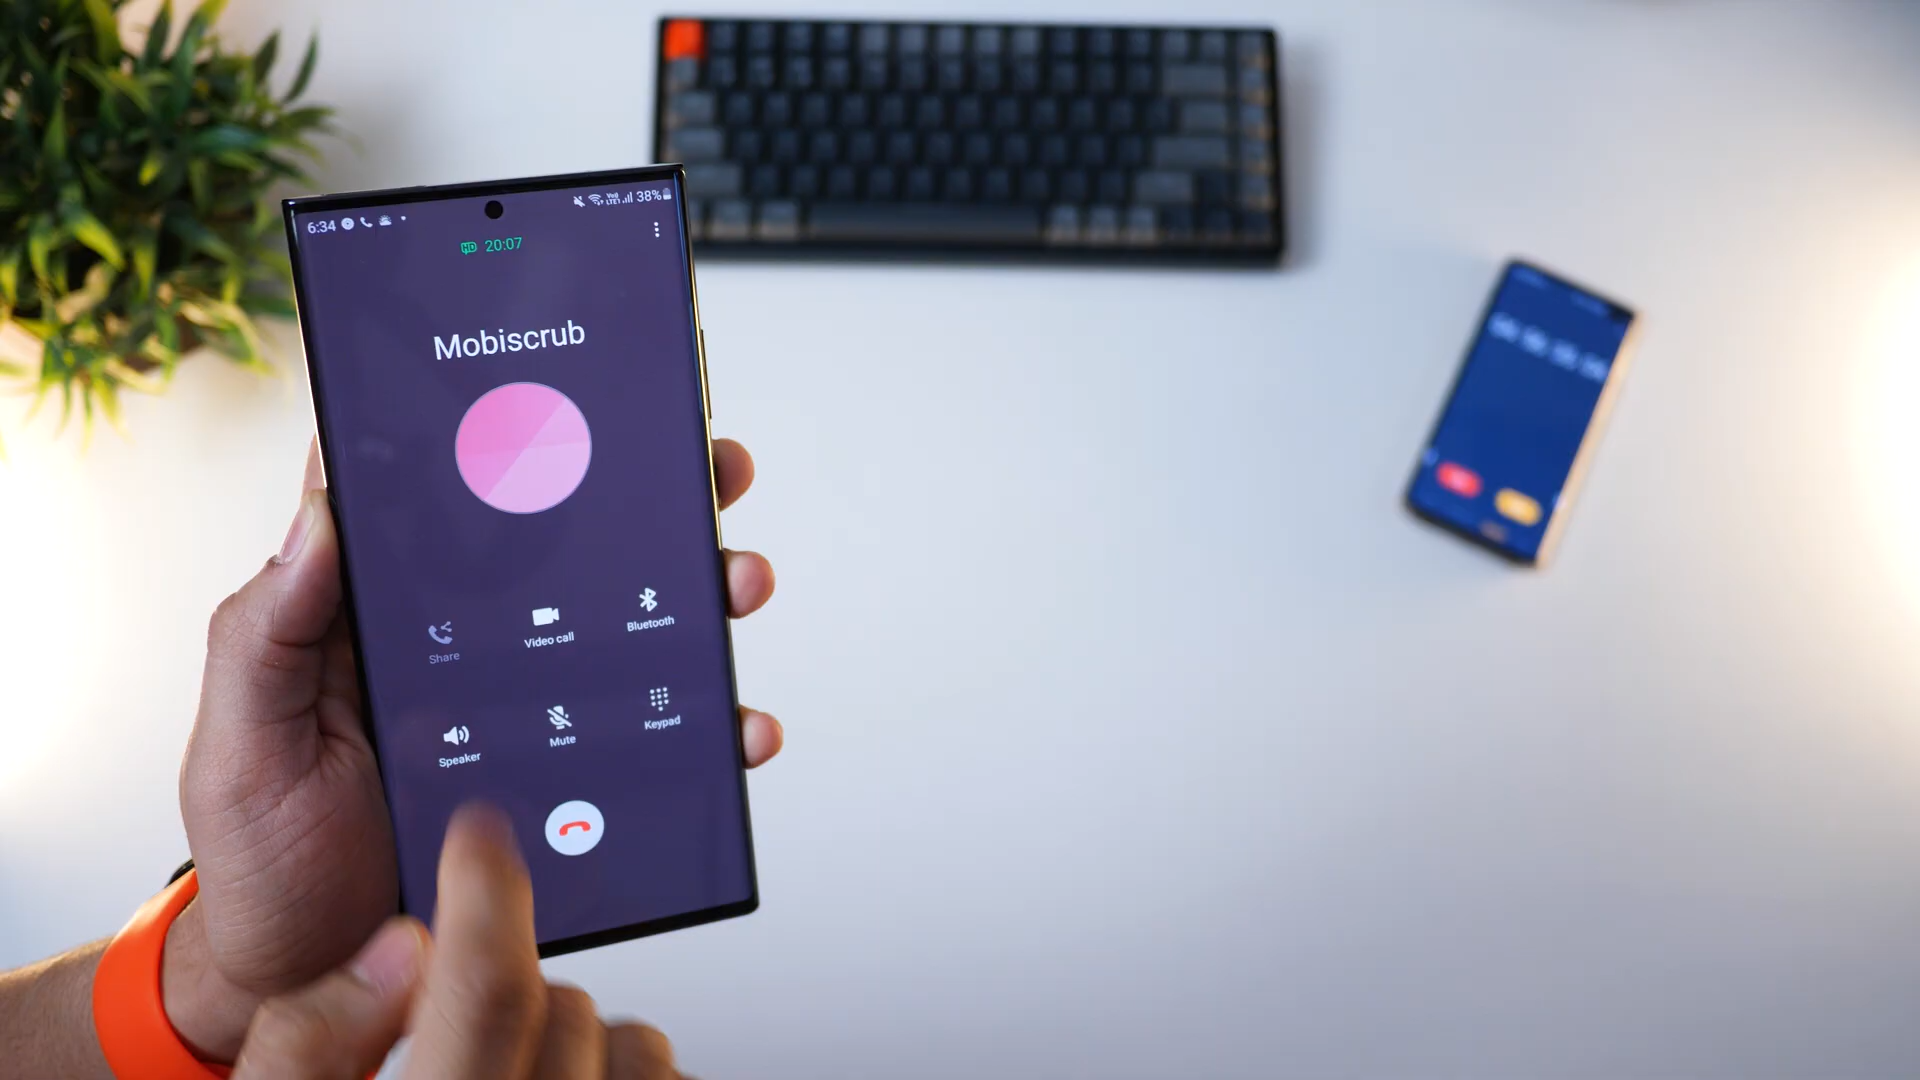 6:34 38%
HD 20:07
Mobiscrub
Share Video call Bluetooth
Speaker Mute Keypad